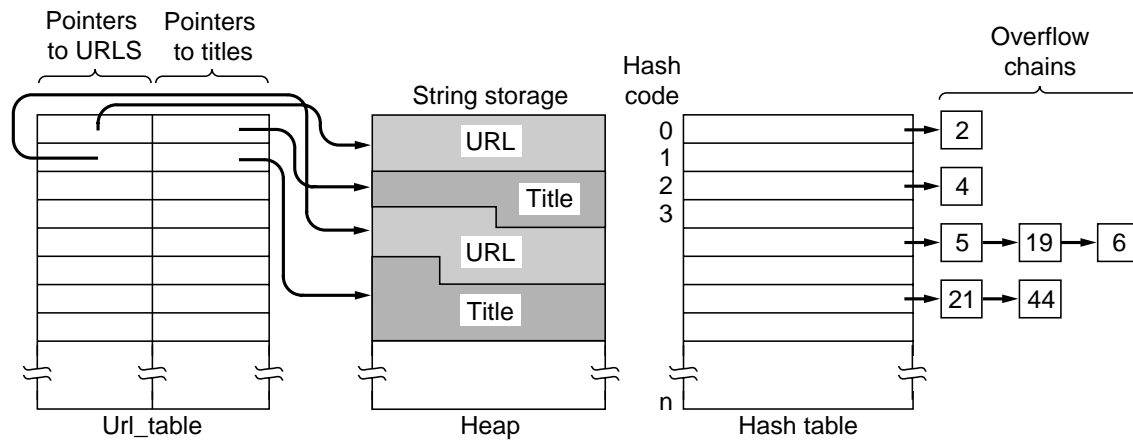 Pointers
to URLS
Pointers
to titles
String storage
URL
Title
URL
Title
Hash
code
0
1
2
3
n
Overflow
chains
2
4
5 19 6
21 44
Url_table
Heap
Hash table